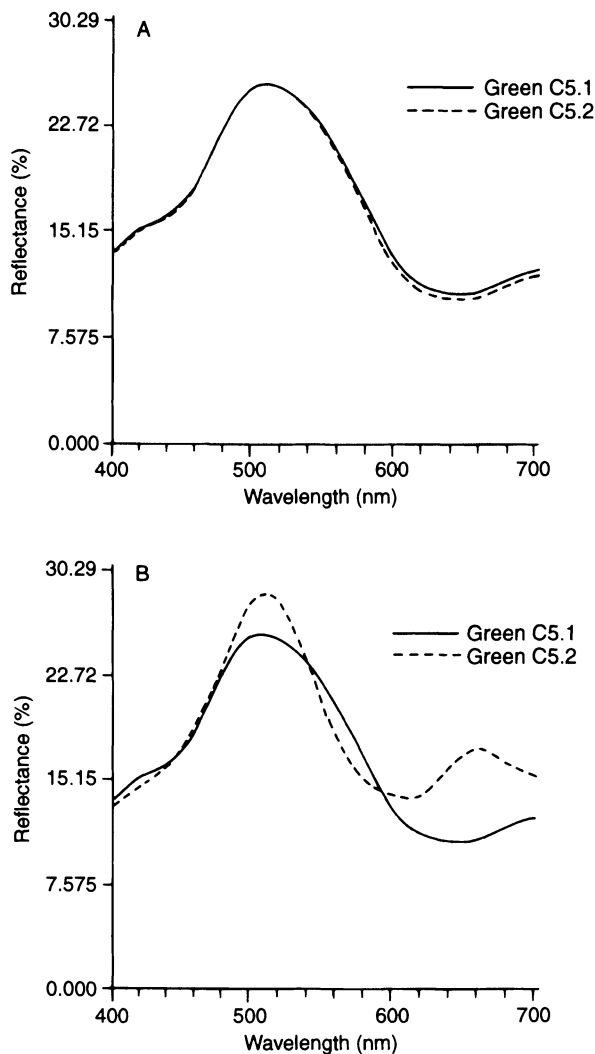 A
30.29
22.72
15.15
7.575
0.000
Reflectance (%)
Green C5.1
Green C5.2
400
500
600
700
Wavelength (nm)
B
30.29
22.72
15.15
7.575
0.000
Reflectance (%)
Green C5.1
Green C5.2
400
500
600
700
Wavelength (nm)